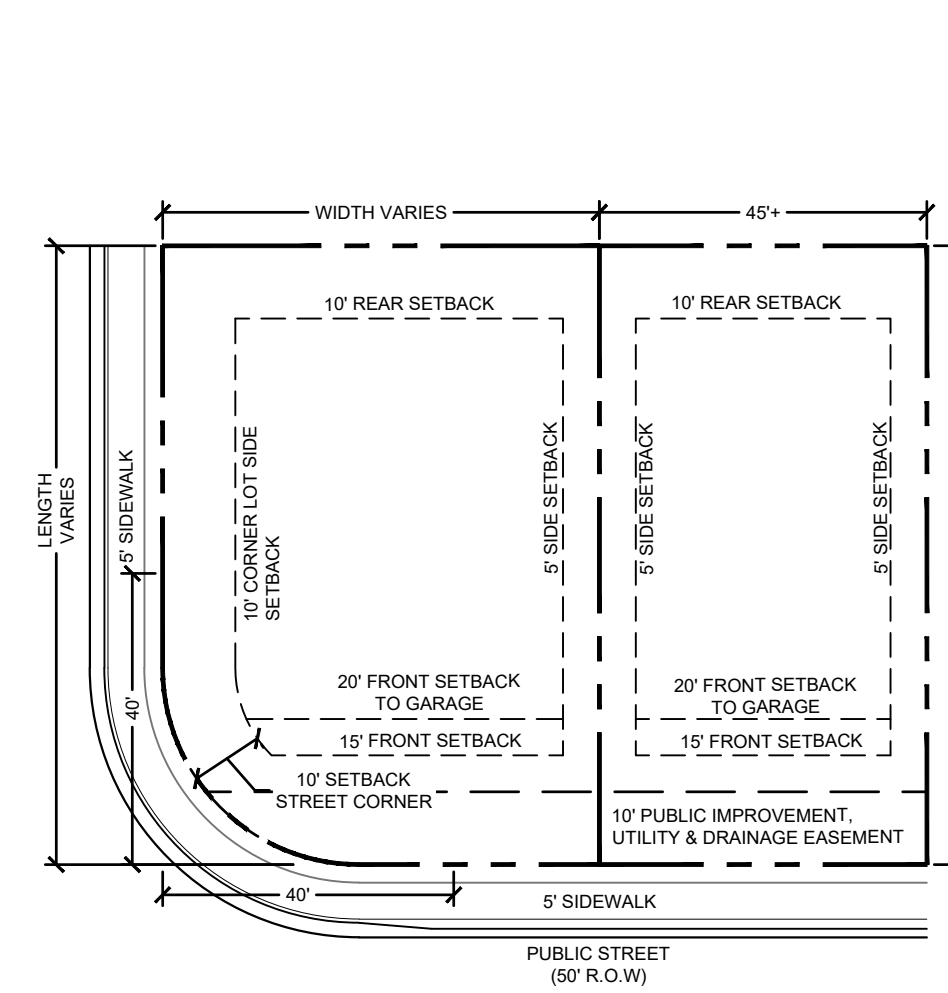 WIDTH VARIES
45'+
10' REAR SETBACK
10' REAR SETBACK
LENGTH
VARIES
5' SIDEWALK
10' CORNER LOT SIDE
SETBACK
5' SIDE SETBACK
5' SIDE SETBACK
5' SIDE SETBACK
20' FRONT SETBACK
TO GARAGE
20' FRONT SETBACK
TO GARAGE
40'
15' FRONT SETBACK
15' FRONT SETBACK
10' SETBACK
STREET CORNER
10' PUBLIC IMPROVEMENT,
UTILITY & DRAINAGE EASEMENT
40'
5' SIDEWALK
PUBLIC STREET
(50' R.O.W)